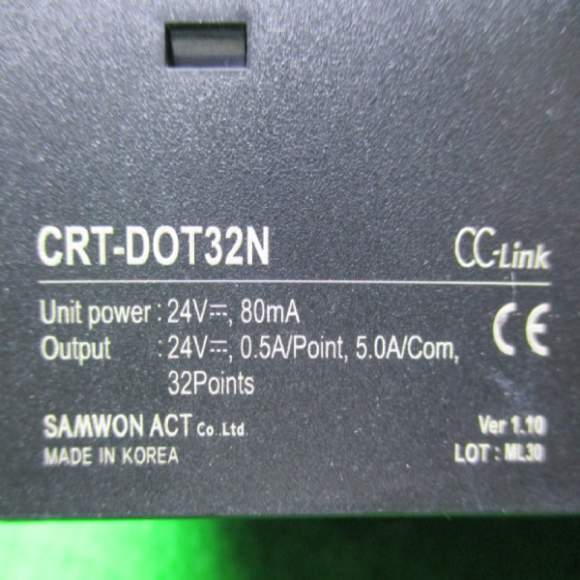 CRT-DOT32N
CC-Link
Unit power : 24V⎓, 80mA
Output : 24V⎓, 0.5A/Point, 5.0A/Com,
32Points
CE
SAMWON ACT Co.,Ltd.
Ver 1.10
MADE IN KOREA
LOT : ML30